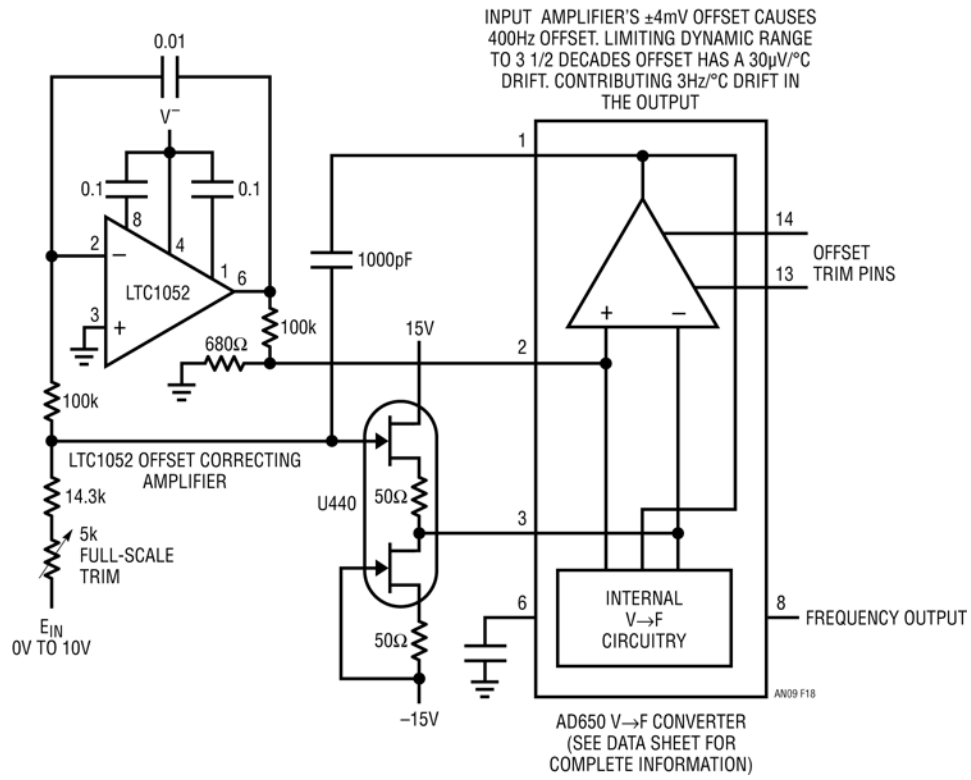 INPUT AMPLIFIER'S ±4mV OFFSET CAUSES
400Hz OFFSET. LIMITING DYNAMIC RANGE
TO 3 1/2 DECADES OFFSET HAS A 30µV/°C
DRIFT. CONTRIBUTING 3Hz/°C DRIFT IN
THE OUTPUT
0.01
V–
0.1
0.1
8
4
1
2
–
6
LTC1052
3
+
100k
680Ω
100k
LTC1052 OFFSET CORRECTING
AMPLIFIER
14.3k
5k
FULL-SCALE
TRIM
EIN
0V TO 10V
1000pF
15V
U440
50Ω
50Ω
–15V
1
2
3
6
+
–
14
OFFSET
TRIM PINS
13
INTERNAL
V→F
CIRCUITRY
8
FREQUENCY OUTPUT
AN09 F18
AD650 V→F CONVERTER
(SEE DATA SHEET FOR
COMPLETE INFORMATION)